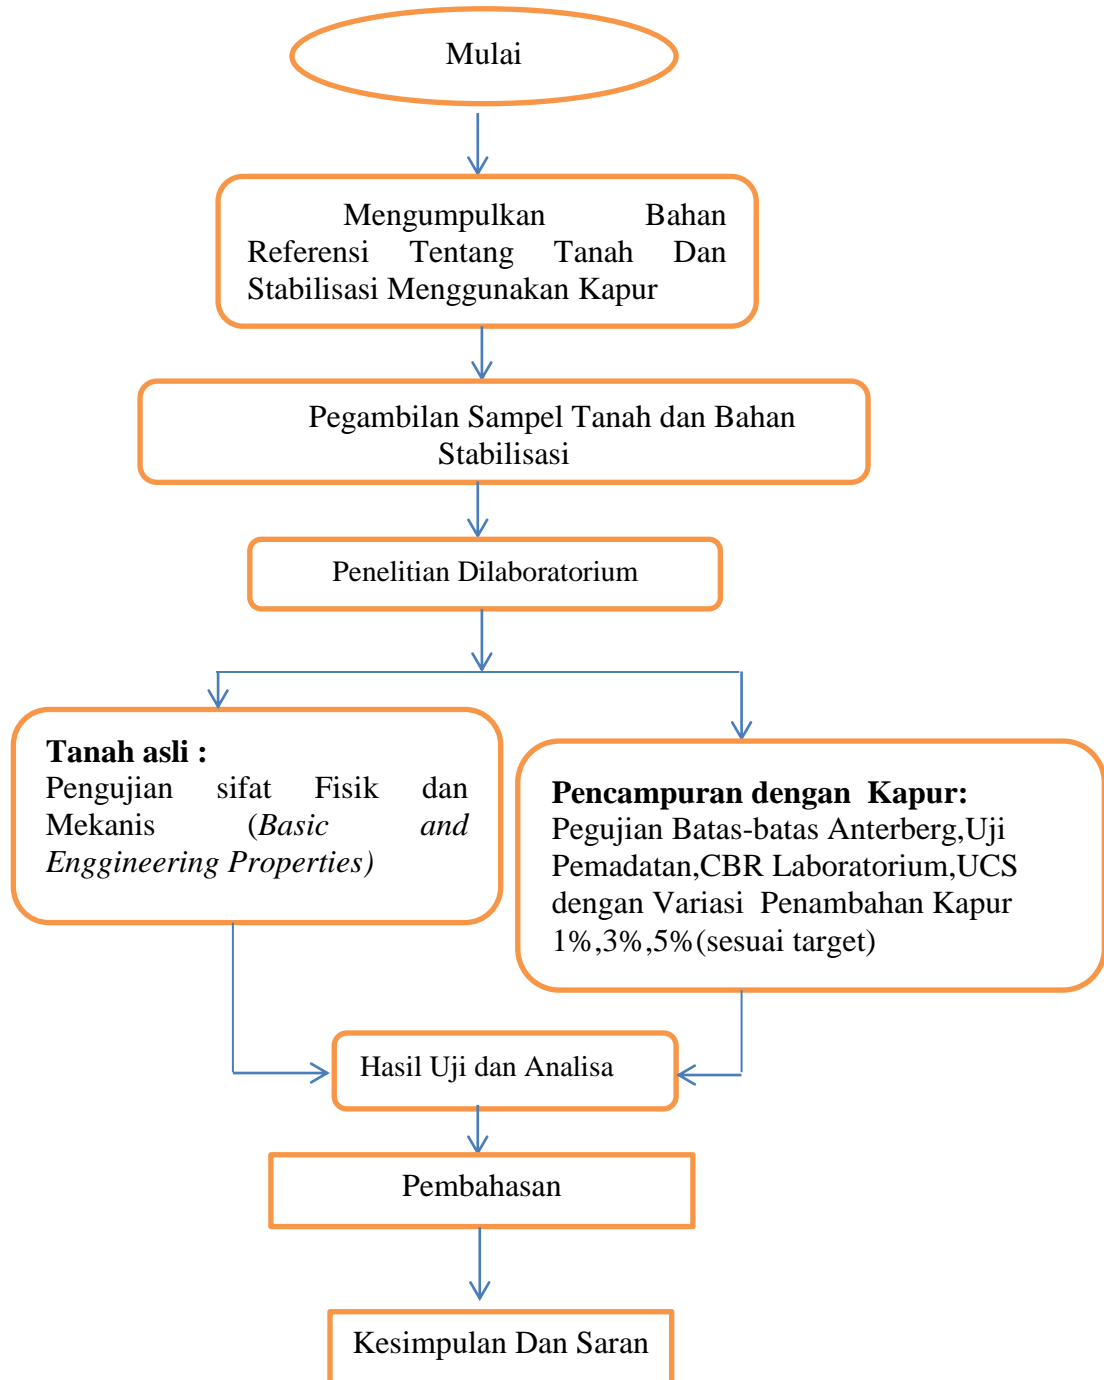 Mulai
Mengumpulkan Bahan
Referensi Tentang Tanah Dan
Stabilisasi Menggunakan Kapur
Pegambilan Sampel Tanah dan Bahan
Stabilisasi
Penelitian Dilaboratorium
Tanah asli :
Pengujian sifat Fisik dan
Mekanis (Basic and
Enggineering Properties)
Pencampuran dengan Kapur:
Pegujian Batas-batas Anterberg,Uji
Pemadatan,CBR Laboratorium,UCS
dengan Variasi Penambahan Kapur
1%,3%,5%(sesuai target)
Hasil Uji dan Analisa
Pembahasan
Kesimpulan Dan Saran